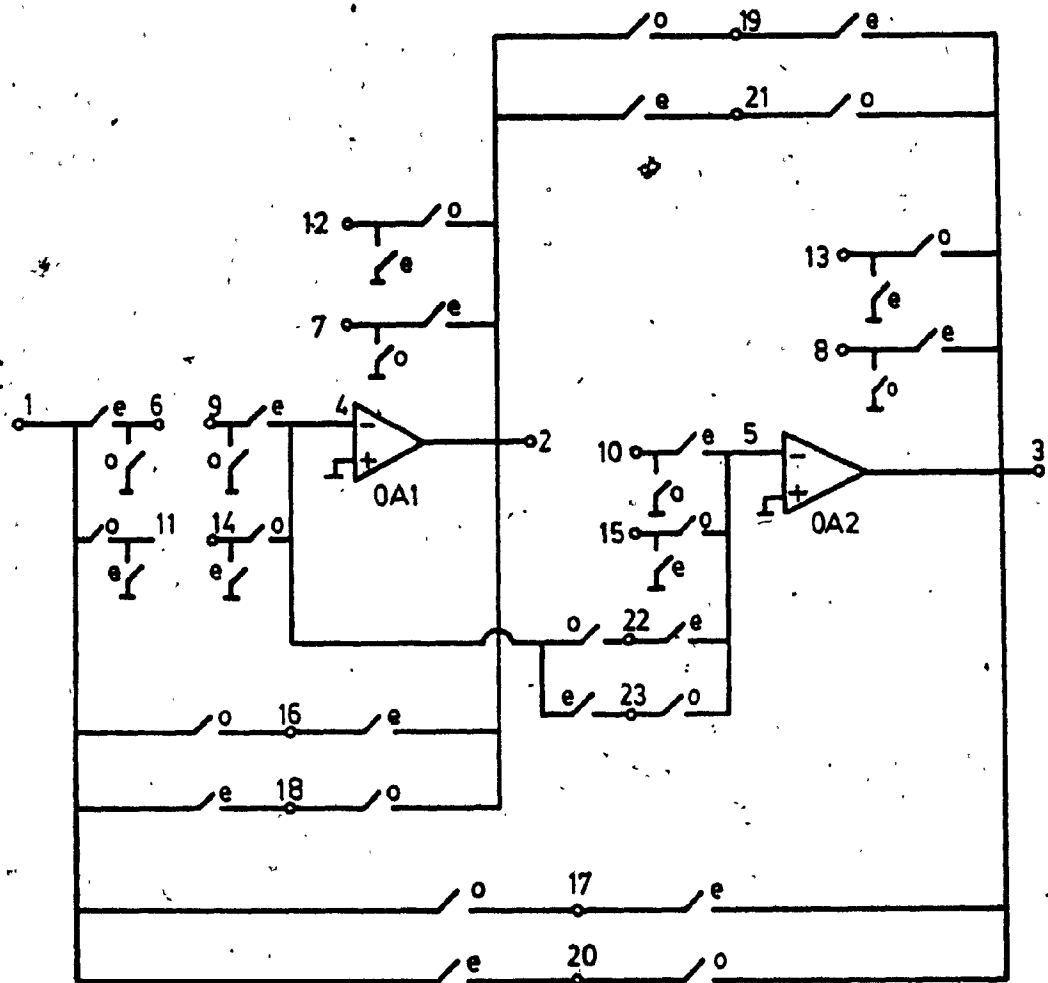 o 19 e
e 21 o
12 o
e
13 o
e
7 e
o
8 e
o
1 e 6 9 e 4 - 2
o o +
OA1
10 e 5 - 3
o +
OA2
o 11 14 o
e e
15 o
e
o 22 e
e 23 o
o 16 e
e 18 o
o 17 e
e 20 o